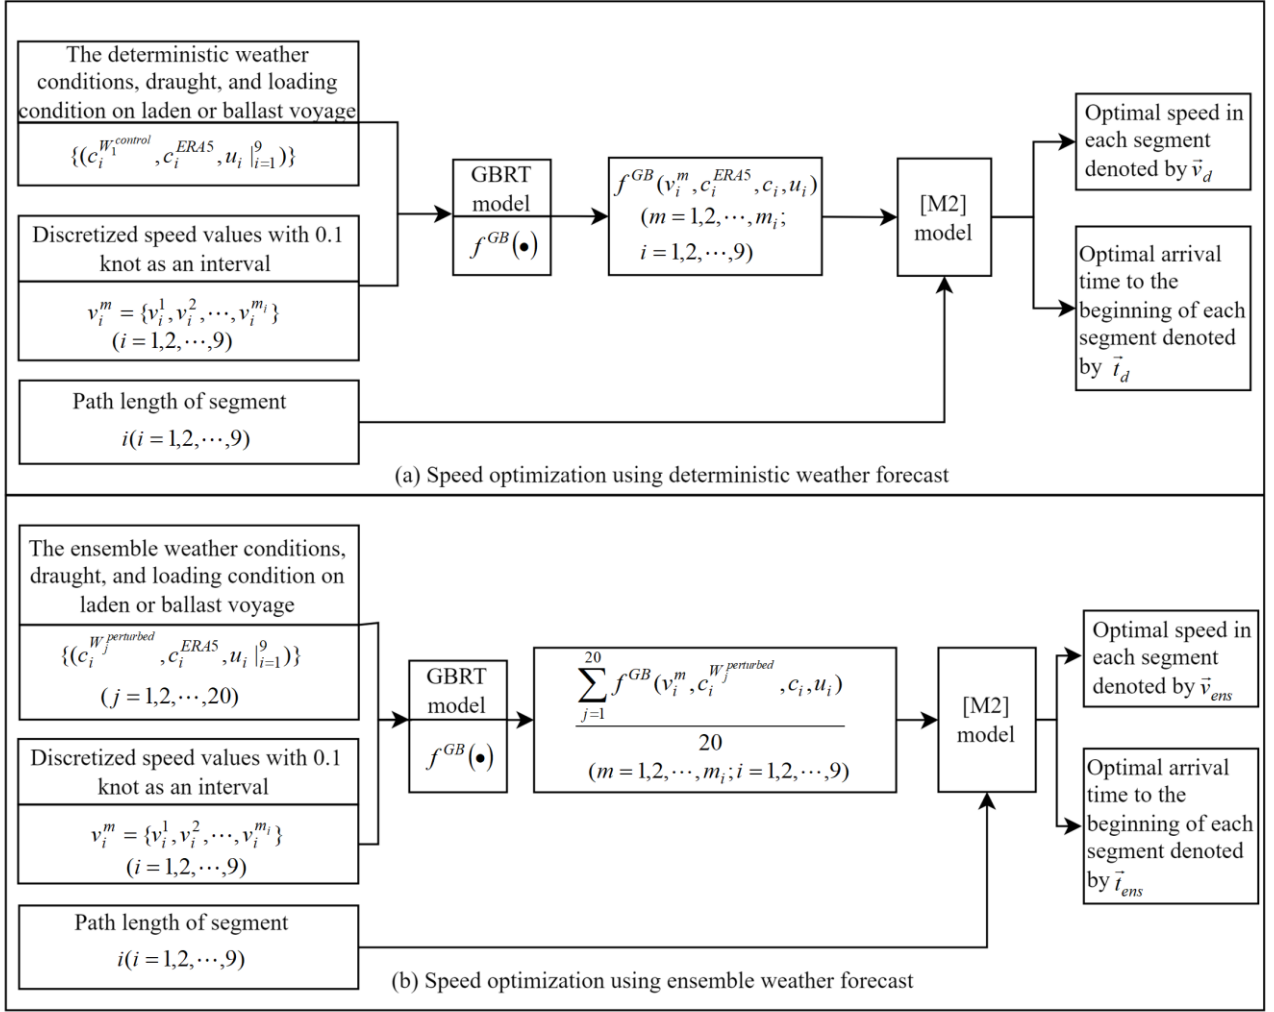 The deterministic weather
conditions, draught, and loading
condition on laden or ballast voyage
{(c_i^{W_1^{control}}, c_i^{ERA5}, u_i |_{i=1}^9)}
Discretized speed values with 0.1
knot as an interval
v_i^m = {v_i^1, v_i^2, ⋯, v_i^{m_i}}
(i = 1,2,⋯,9)
Path length of segment
i(i = 1,2,⋯,9)
GBRT
model
f^{GB}(•)
f^{GB}(v_i^m, c_i^{ERA5}, c_i, u_i)
(m = 1,2,⋯, m_i;
i = 1,2,⋯,9)
[M2]
model
Optimal speed in
each segment
denoted by \vec{v}_d
Optimal arrival
time to the
beginning of each
segment denoted
by \vec{t}_d
(a) Speed optimization using deterministic weather forecast
The ensemble weather conditions,
draught, and loading condition on
laden or ballast voyage
{(c_i^{W_j^{perturbed}}, c_i^{ERA5}, u_i |_{i=1}^9)}
(j = 1,2,⋯,20)
Discretized speed values with 0.1
knot as an interval
v_i^m = {v_i^1, v_i^2, ⋯, v_i^{m_i}}
(i = 1,2,⋯,9)
Path length of segment
i(i = 1,2,⋯,9)
GBRT
model
f^{GB}(•)
\sum_{j=1}^{20} f^{GB}(v_i^m, c_i^{W_j^{perturbed}}, c_i, u_i)
20
(m = 1,2,⋯, m_i; i = 1,2,⋯,9)
[M2]
model
Optimal speed in
each segment
denoted by \vec{v}_{ens}
Optimal arrival
time to the
beginning of each
segment denoted
by \vec{t}_{ens}
(b) Speed optimization using ensemble weather forecast